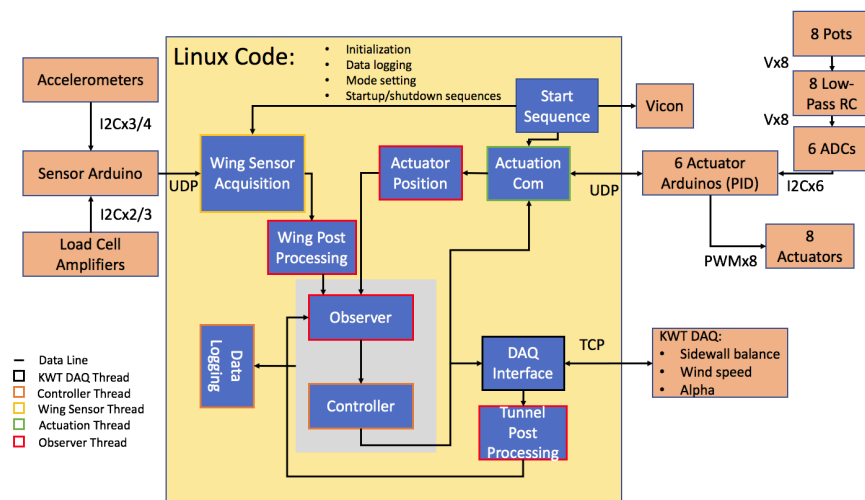 Linux Code:
• Initialization
• Data logging
• Mode setting
• Startup/shutdown sequences
Accelerometers
I2Cx3/4
Sensor Arduino
UDP
I2Cx2/3
Load Cell
Amplifiers
Wing Sensor
Acquisition
Wing Post
Processing
Actuator
Position
Start
Sequence
Actuation
Com
Vicon
8 Pots
Vx8
8 Low-
Pass RC
Vx8
6 ADCs
I2Cx6
6 Actuator
Arduinos (PID)
UDP
PWMx8
8
Actuators
Observer
Controller
Data
Logging
DAQ
Interface
TCP
Tunnel
Post
Processing
KWT DAQ:
• Sidewall balance
• Wind speed
• Alpha
Data Line
KWT DAQ Thread
Controller Thread
Wing Sensor Thread
Actuation Thread
Observer Thread